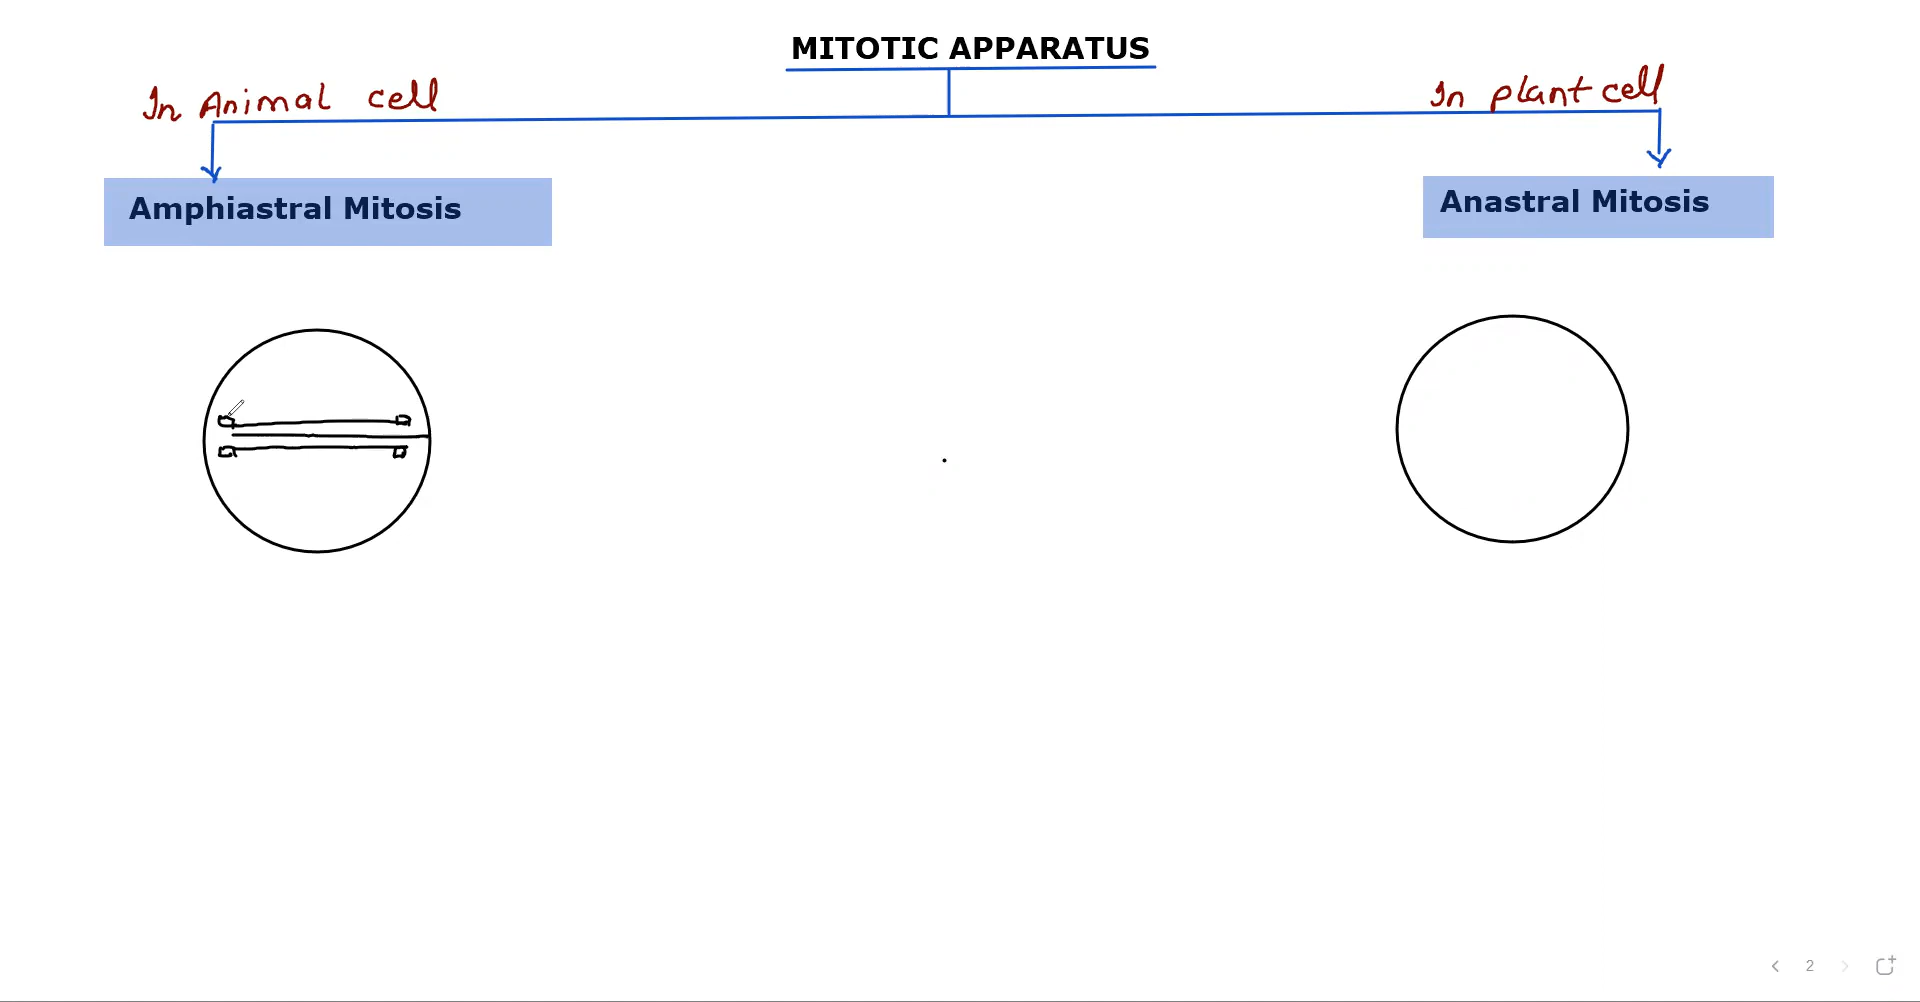 MITOTIC APPARATUS
In Animal cell
In plant cell
Amphiastral Mitosis
Anastral Mitosis
2